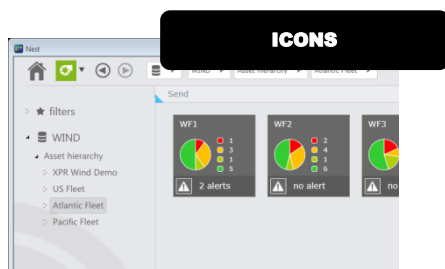 ICONS
Nest
WIND
Asset hierarchy
Atlantic Fleet
filters
Send
WIND
Asset hierarchy
XPR Wind Demo
US Fleet
Atlantic Fleet
Pacific Fleet
WF1
1
3
1
5
2 alerts
WF2
2
4
1
6
no alert
WF3
no